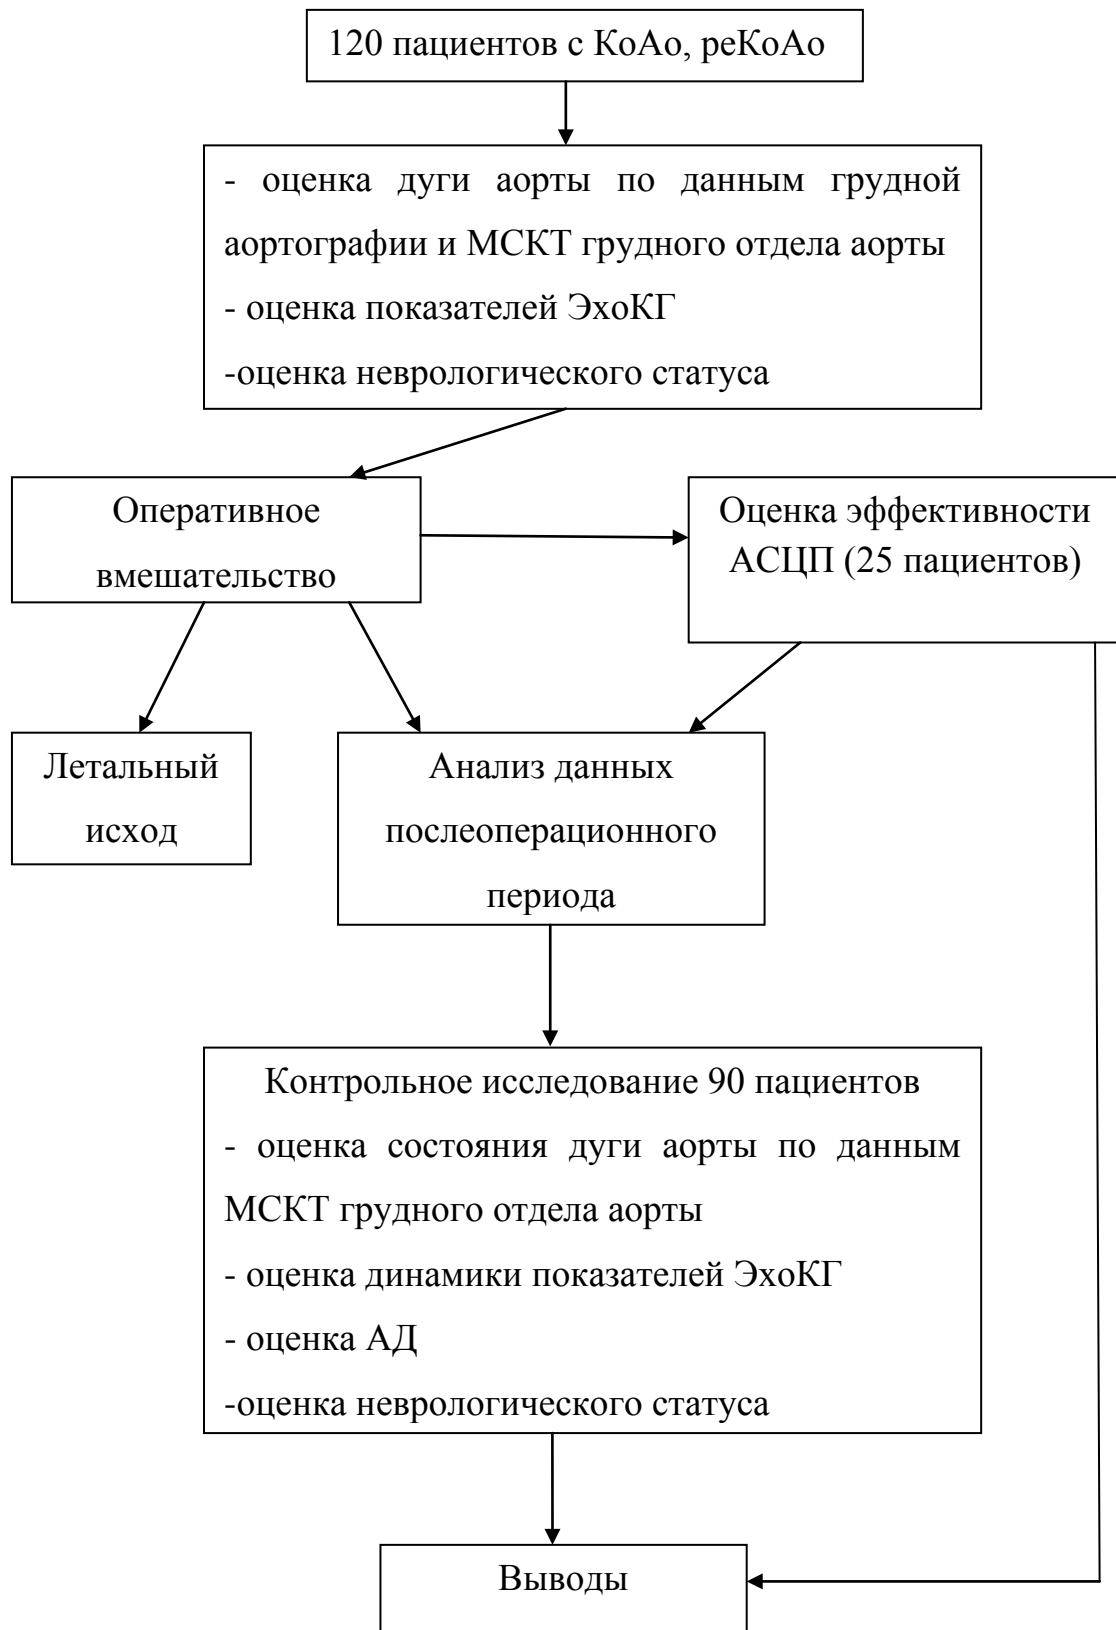 120 пациентов с КоАо, реКоАо
- оценка дуги аорты по данным грудной
аортографии и МСКТ грудного отдела аорты
- оценка показателей ЭхоКГ
-оценка неврологического статуса
Оперативное
вмешательство
Оценка эффективности
АСЦП (25 пациентов)
Летальный
исход
Анализ данных
послеоперационного
периода
Контрольное исследование 90 пациентов
- оценка состояния дуги аорты по данным
МСКТ грудного отдела аорты
- оценка динамики показателей ЭхоКГ
- оценка АД
-оценка неврологического статуса
Выводы